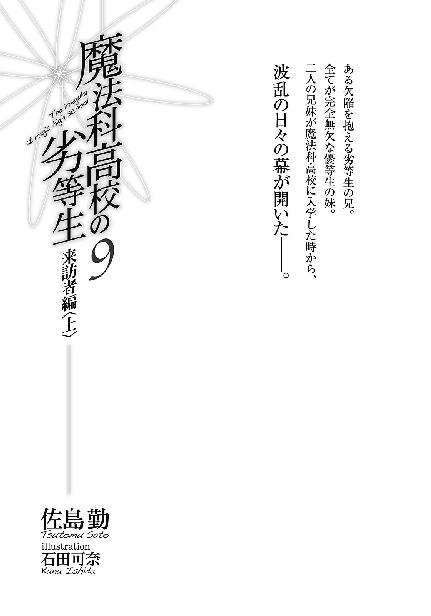 ある欠陥を抱える劣等生の兄。
全てが完全無欠な優等生の妹。
二人の兄妹が魔法科高校に入学した時から、
波乱の日々の幕が開いた――。
魔法科高校の
劣等生
9
The irregular
at magic high school
来訪者編〈上〉
佐島 勤
Tsutomu Sato
illustration
石田可奈
Kana Ishida